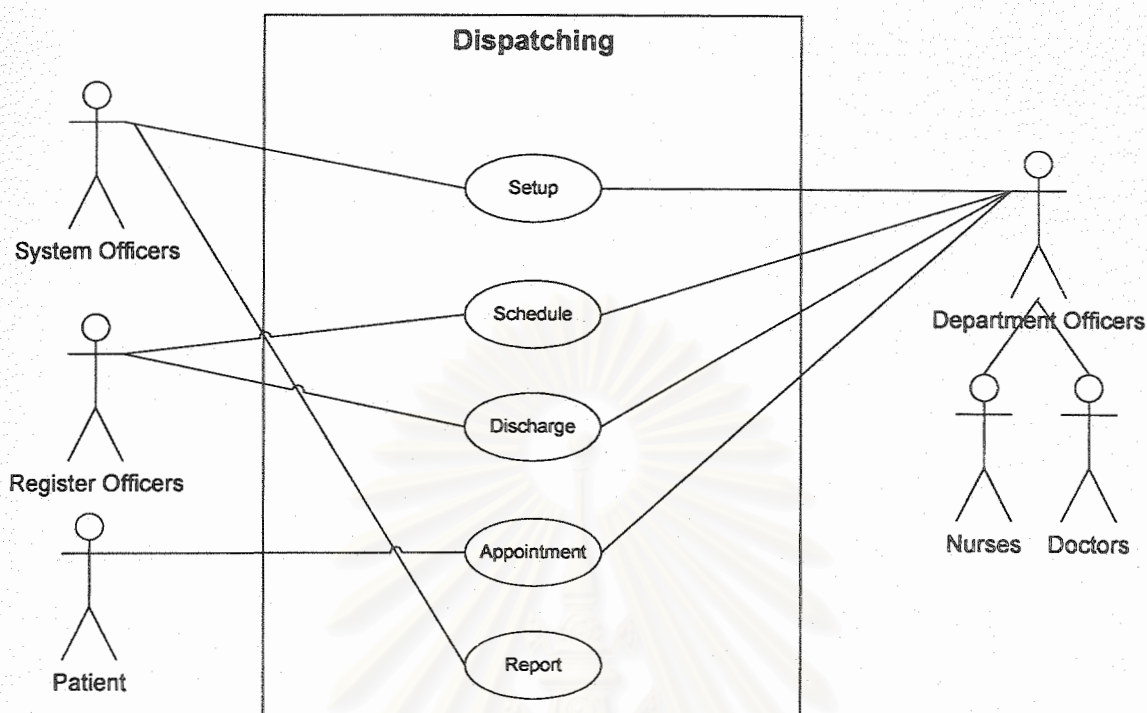 Dispatching
System Officers
Setup
Schedule
Department Officers
Discharge
Register Officers
Appointment
Nurses
Doctors
Report
Patient